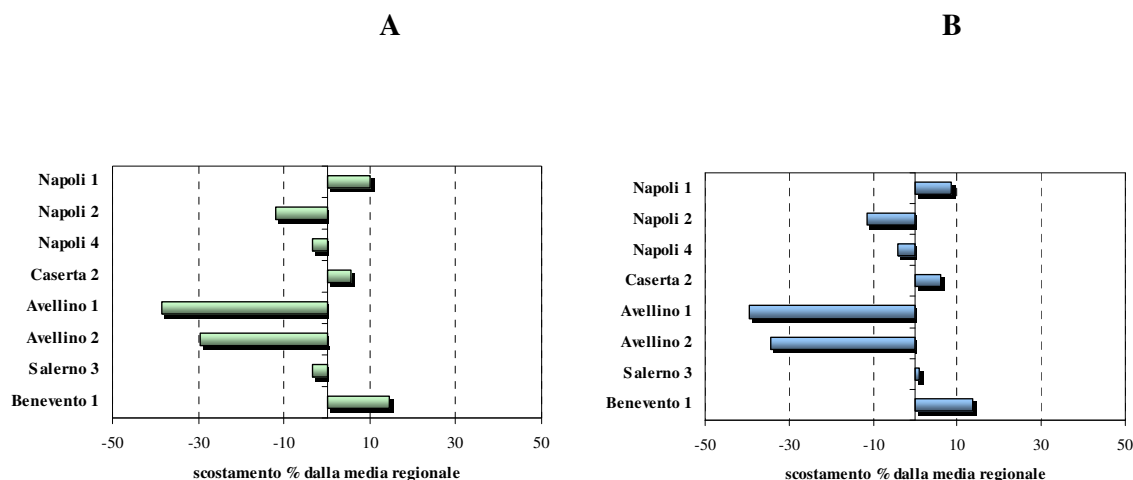 A
Napoli 1
Napoli 2
Napoli 4
Caserta 2
Avellino 1
Avellino 2
Salerno 3
Benevento 1
-50 -30 -10 10 30 50
scostamento % dalla media regionale
B
Napoli 1
Napoli 2
Napoli 4
Caserta 2
Avellino 1
Avellino 2
Salerno 3
Benevento 1
-50 -30 -10 10 30 50
scostamento % dalla media regionale